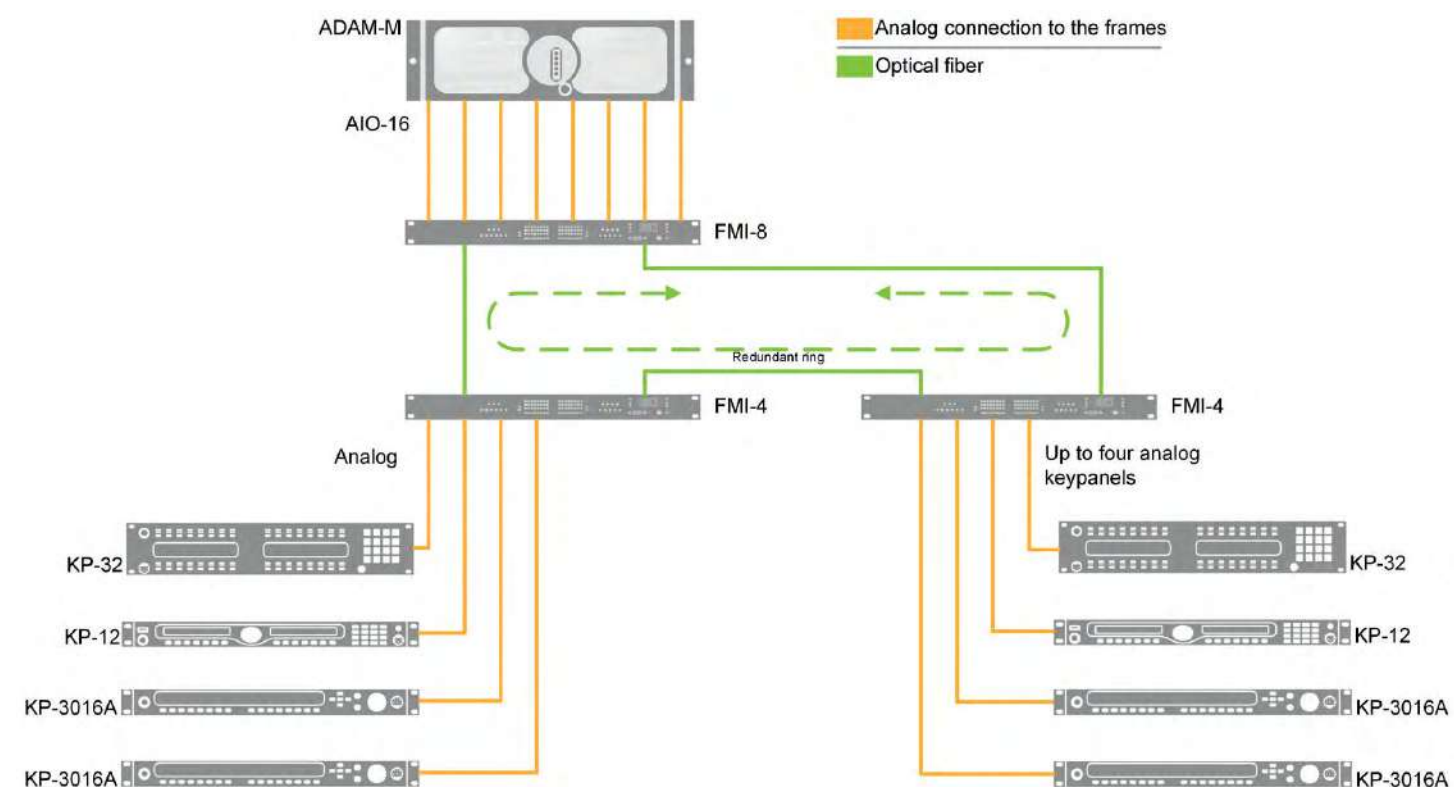 ADAM-M
Analog connection to the frames
Optical fiber
AIO-16
FMI-8
Redundant ring
FMI-4
FMI-4
Analog
Up to four analog
keypanels
KP-32
KP-32
KP-12
KP-12
KP-3016A
KP-3016A
KP-3016A
KP-3016A